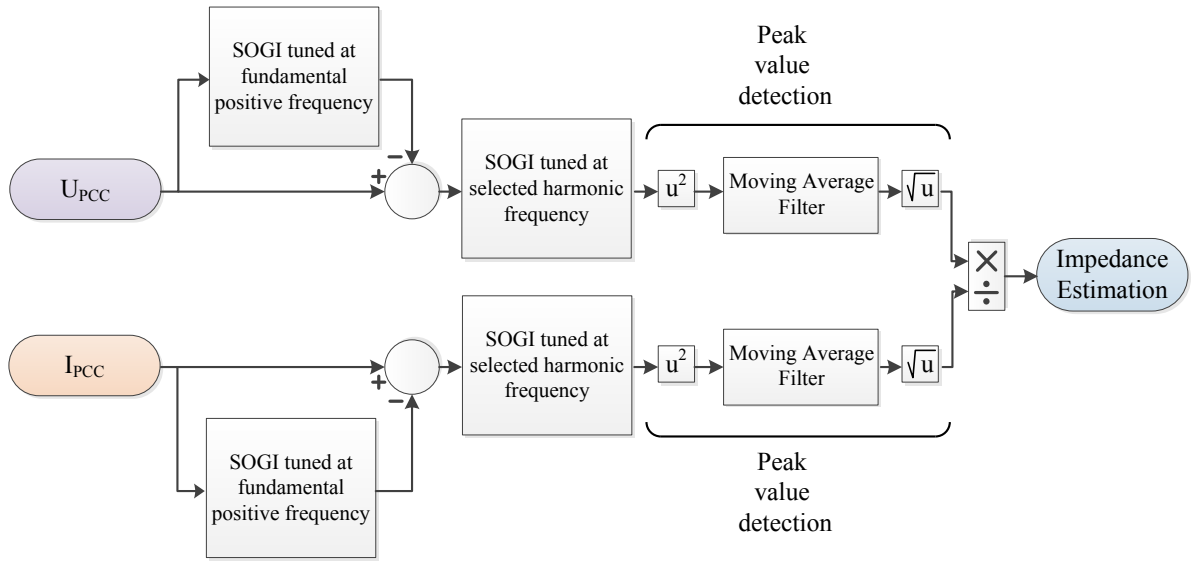 Peak
value
detection
SOGI tuned at
fundamental
positive frequency
U_PCC
−
+
SOGI tuned at
selected harmonic
frequency
u²
Moving Average
Filter
√u
×
÷
Impedance
Estimation
I_PCC
+
−
SOGI tuned at
selected harmonic
frequency
u²
Moving Average
Filter
√u
SOGI tuned at
fundamental
positive frequency
Peak
value
detection